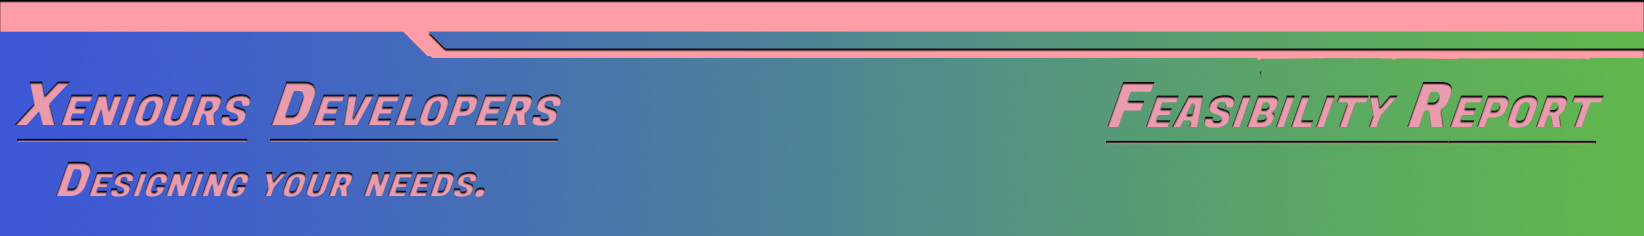 Xeniours Developers
Feasibility Report
Designing your needs.